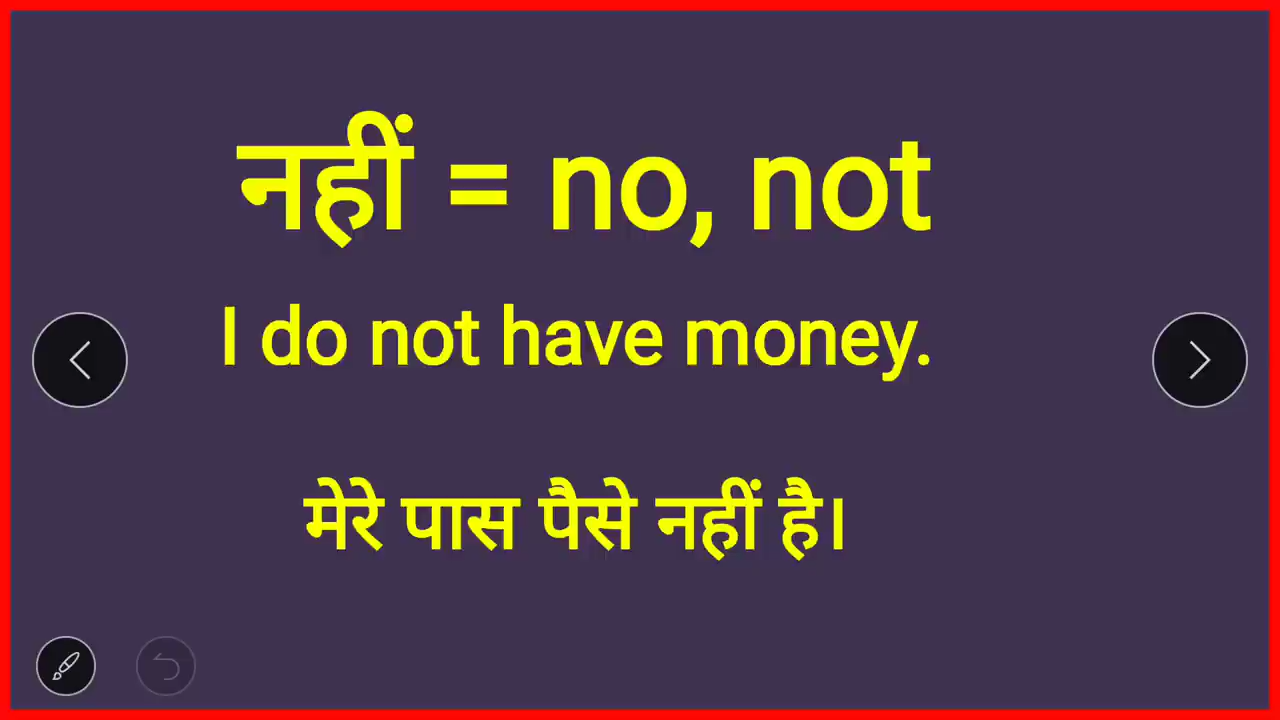 नहीं = no, not
I do not have money.
मेरे पास पैसे नहीं है।